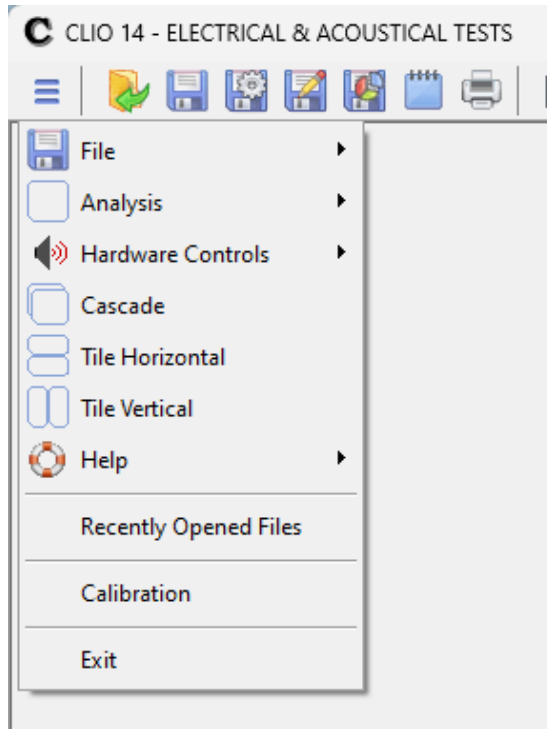 C CLIO 14 - ELECTRICAL & ACOUSTICAL TESTS
File
Analysis
Hardware Controls
Cascade
Tile Horizontal
Tile Vertical
Help
Recently Opened Files
Calibration
Exit